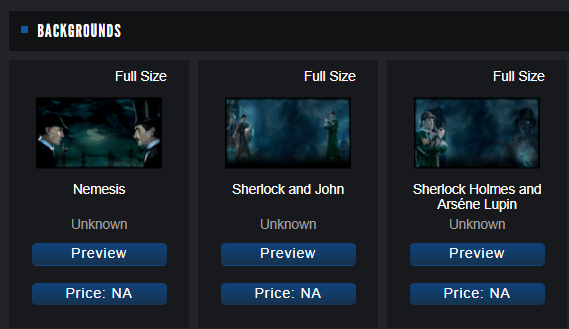 BACKGROUNDS
Full Size
Nemesis
Unknown
Preview
Price: NA
Full Size
Sherlock and John
Unknown
Preview
Price: NA
Full Size
Sherlock Holmes and
Arséne Lupin
Unknown
Preview
Price: NA